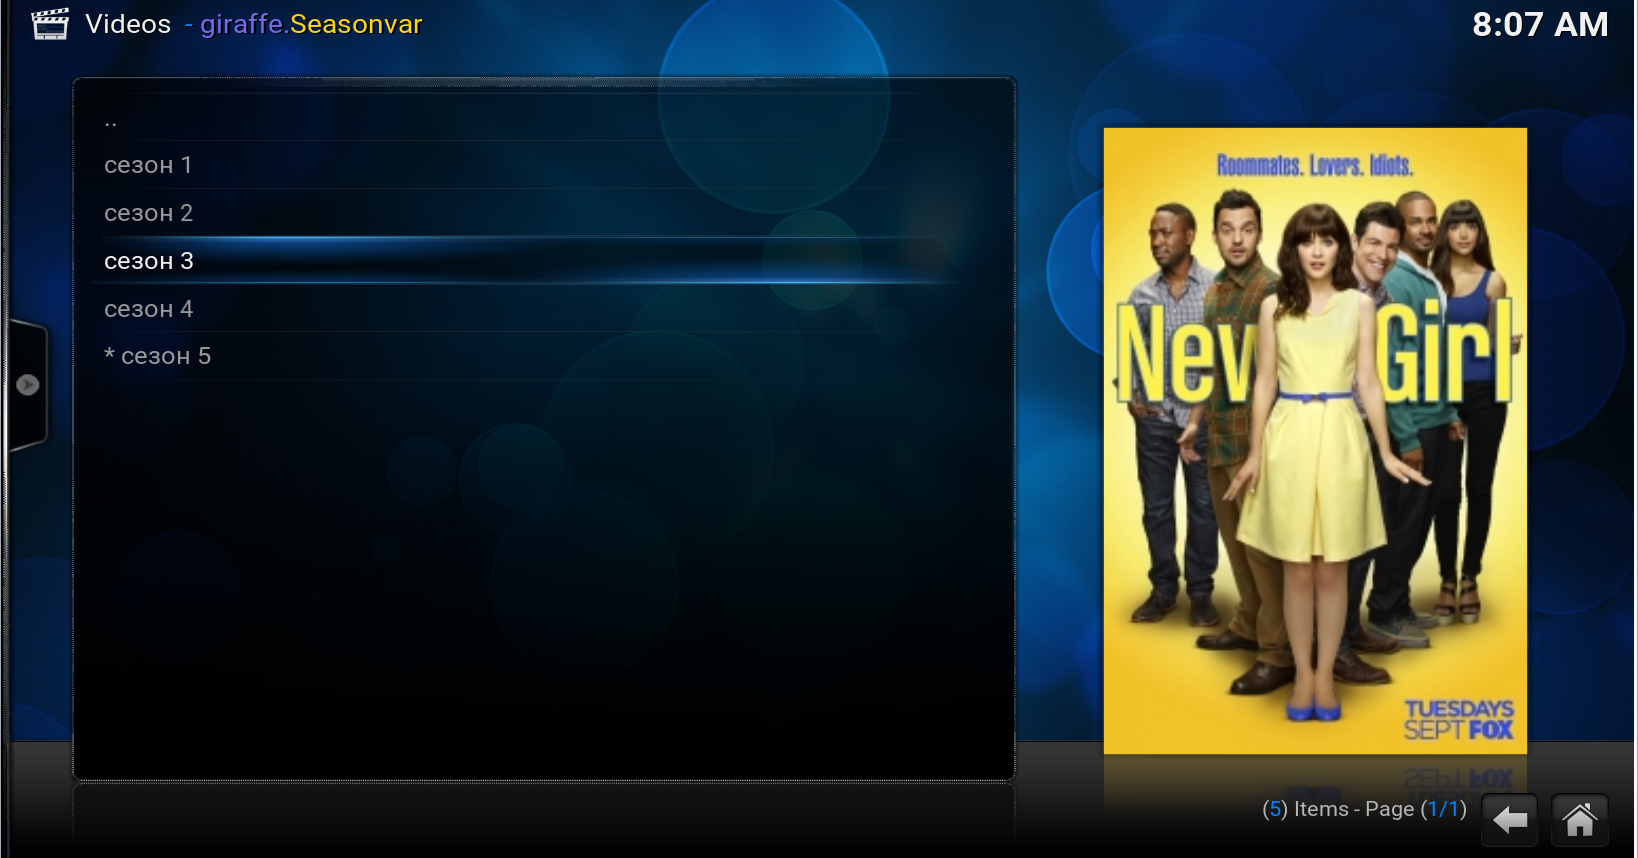 Videos - giraffe.Seasonvar
8:07 AM
..
сезон 1
сезон 2
сезон 3
сезон 4
* сезон 5
Roommates. Lovers. Idiots.
New Girl
TUESDAYS
SEPT FOX
(5) Items - Page (1/1)